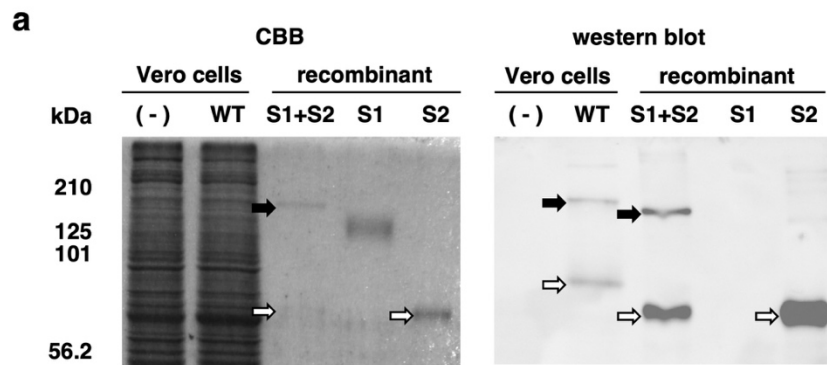 a
CBB western blot
Vero cells recombinant Vero cells recombinant
kDa (-) WT S1+S2 S1 S2 (-) WT S1+S2 S1 S2
210
125
101
56.2